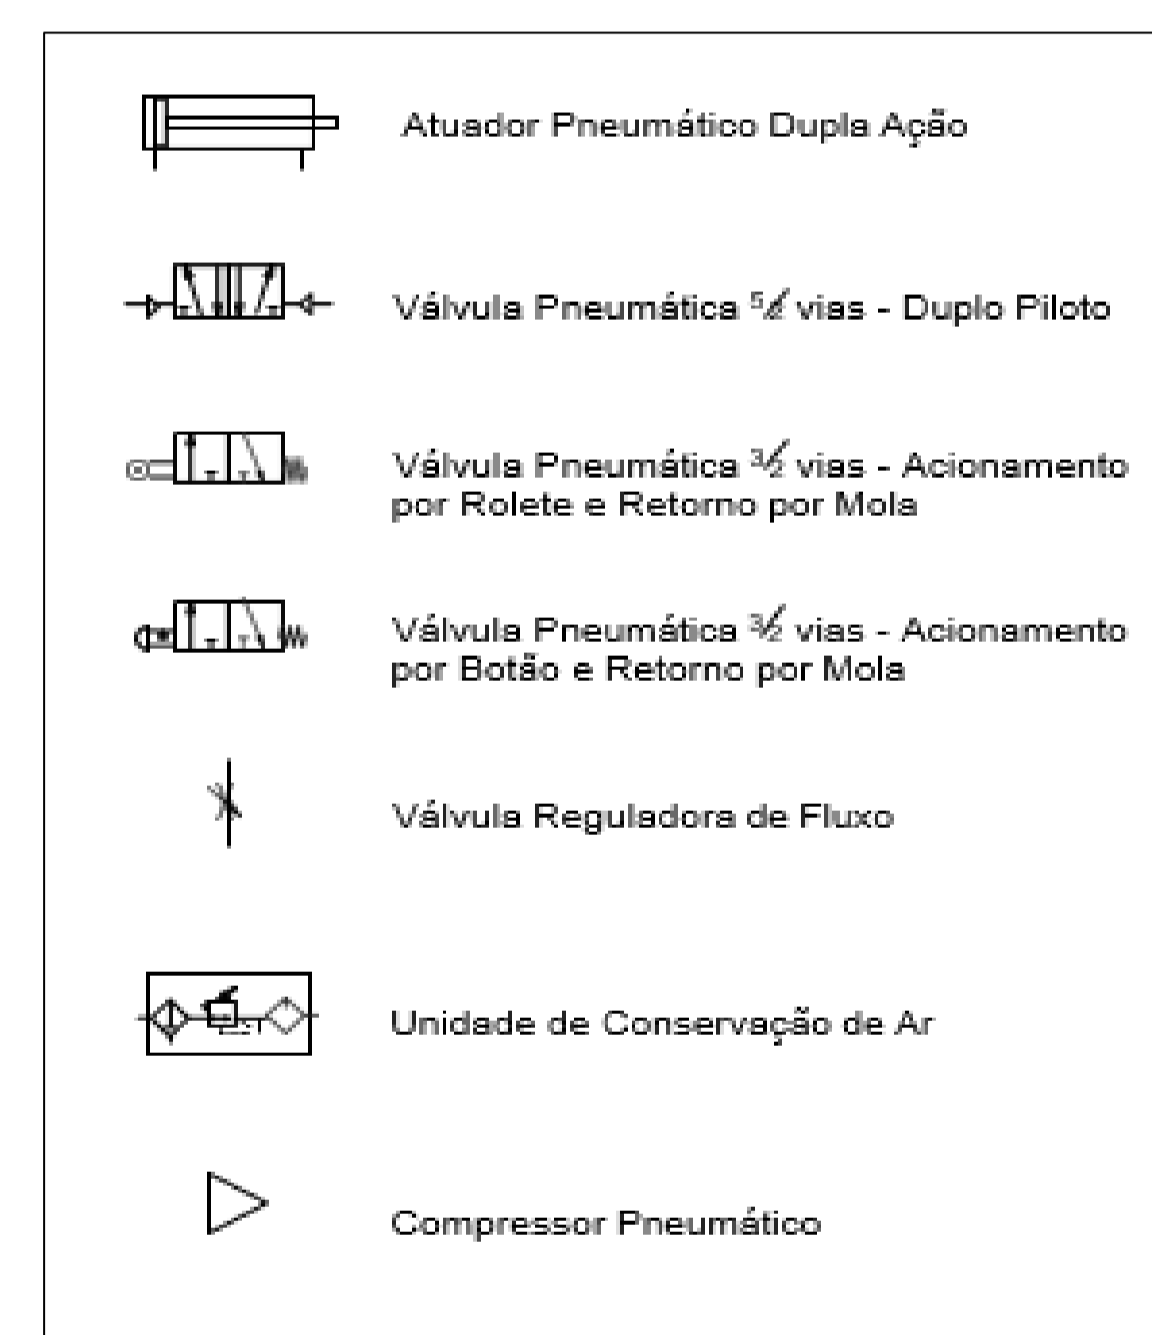 Atuador Pneumático Dupla Ação
Válvula Pneumática 5/2 vias - Duplo Piloto
Válvula Pneumática 3/2 vias - Acionamento
por Rolete e Retorno por Mola
Válvula Pneumática 3/2 vias - Acionamento
por Botão e Retorno por Mola
Válvula Reguladora de Fluxo
Unidade de Conservação de Ar
Compressor Pneumático